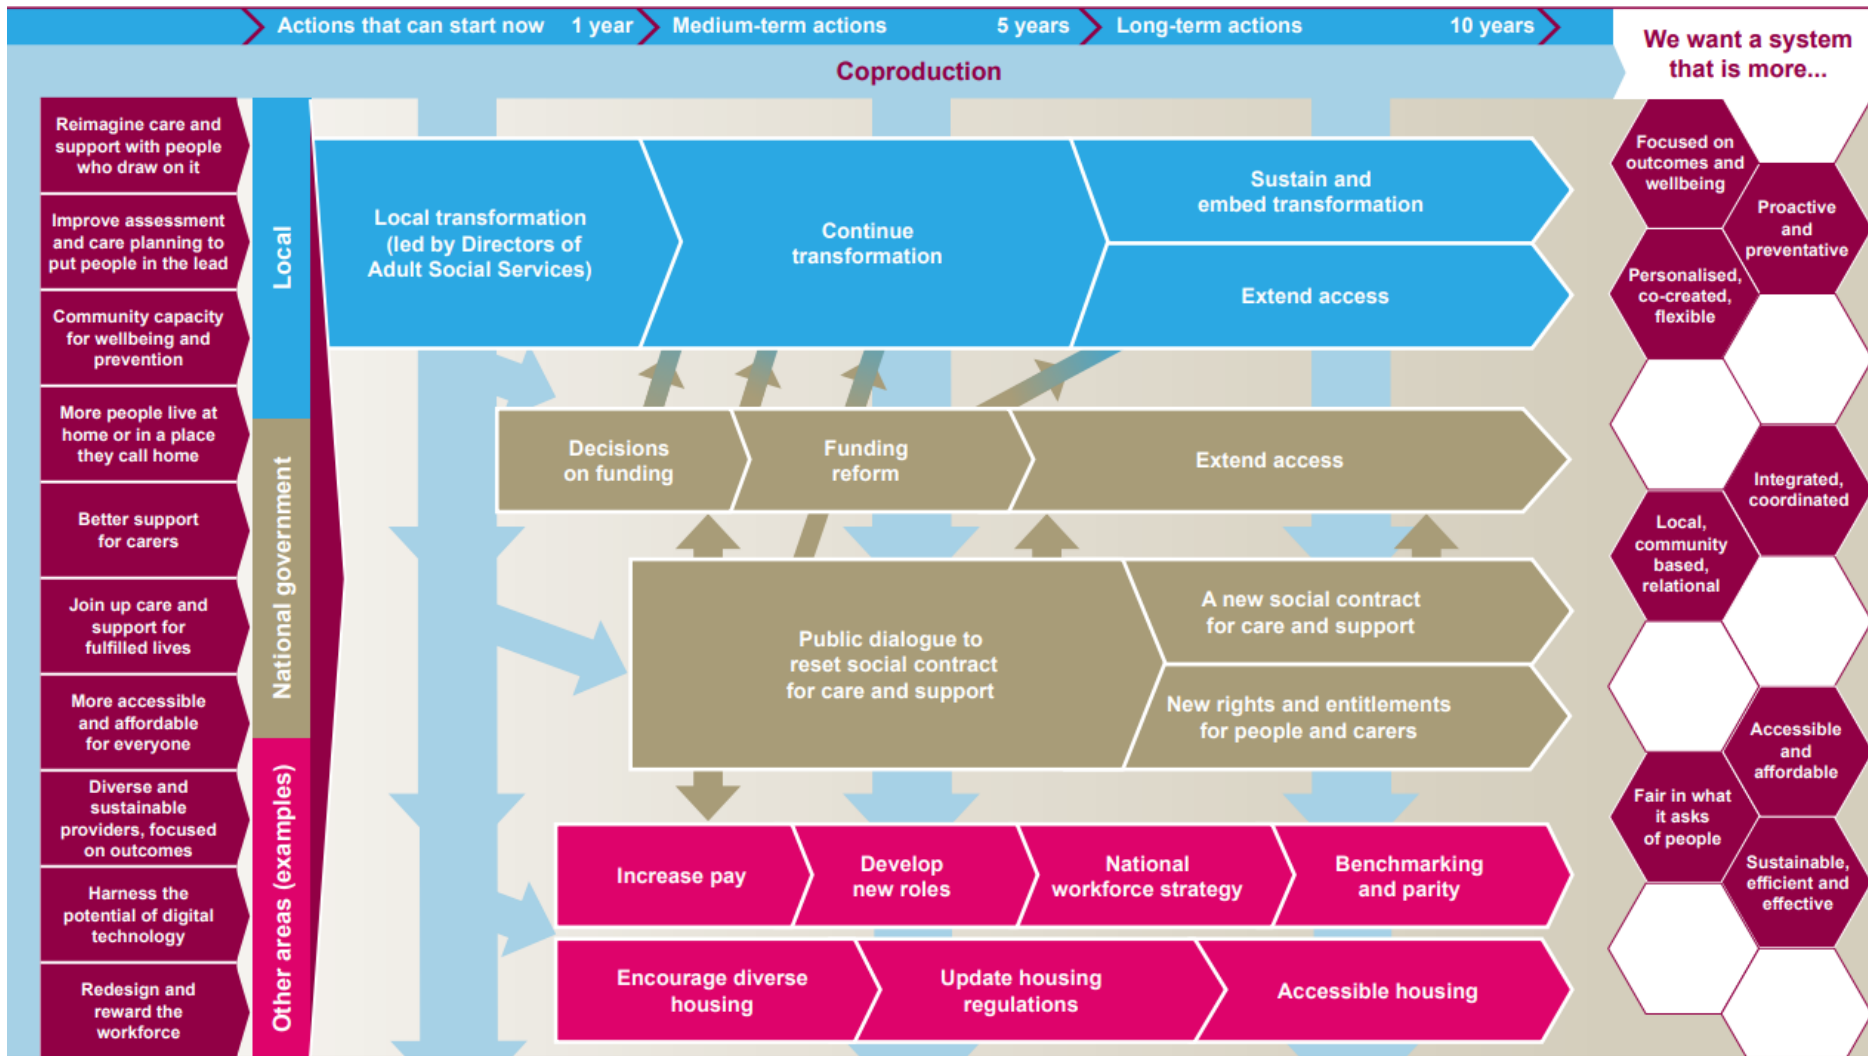 Actions that can start now 1 year
Medium-term actions 5 years
Long-term actions 10 years
We want a system
that is more...
Coproduction
Reimagine care and
support with people
who draw on it
Improve assessment
and care planning to
put people in the lead
Community capacity
for wellbeing and
prevention
More people live at
home or in a place
they call home
Better support
for carers
Join up care and
support for
fulfilled lives
More accessible
and affordable
for everyone
Diverse and
sustainable
providers, focused
on outcomes
Harness the
potential of digital
technology
Redesign and
reward the
workforce
Local
National government
Other areas (examples)
Local transformation
(led by Directors of
Adult Social Services)
Continue
transformation
Sustain and
embed transformation
Extend access
Decisions
on funding
Funding
reform
Extend access
Public dialogue to
reset social contract
for care and support
A new social contract
for care and support
New rights and entitlements
for people and carers
Increase pay
Develop
new roles
National
workforce strategy
Benchmarking
and parity
Encourage diverse
housing
Update housing
regulations
Accessible housing
Focused on
outcomes and
wellbeing
Proactive
and
preventative
Personalised,
co-created,
flexible
Integrated,
coordinated
Local,
community
based,
relational
Accessible
and
affordable
Fair in what
it asks
of people
Sustainable,
efficient and
effective